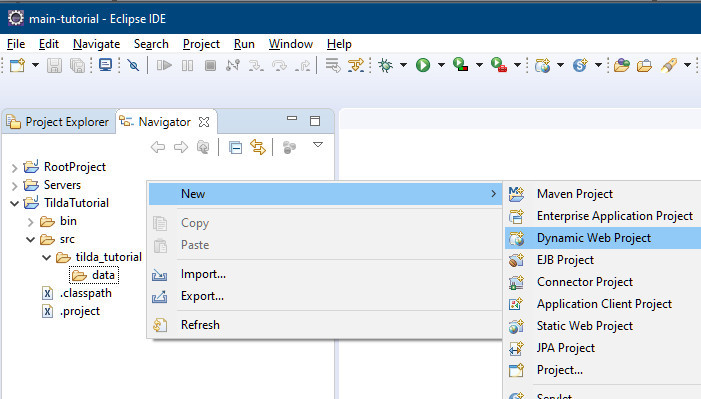 main-tutorial - Eclipse IDE
File Edit Navigate Search Project Run Window Help
Project Explorer Navigator
RootProject
Servers
TildaTutorial
bin
src
tilda_tutorial
data
.classpath
.project
New
Copy
Paste
Import...
Export...
Refresh
Maven Project
Enterprise Application Project
Dynamic Web Project
EJB Project
Connector Project
Application Client Project
Static Web Project
JPA Project
Project...
Servlet